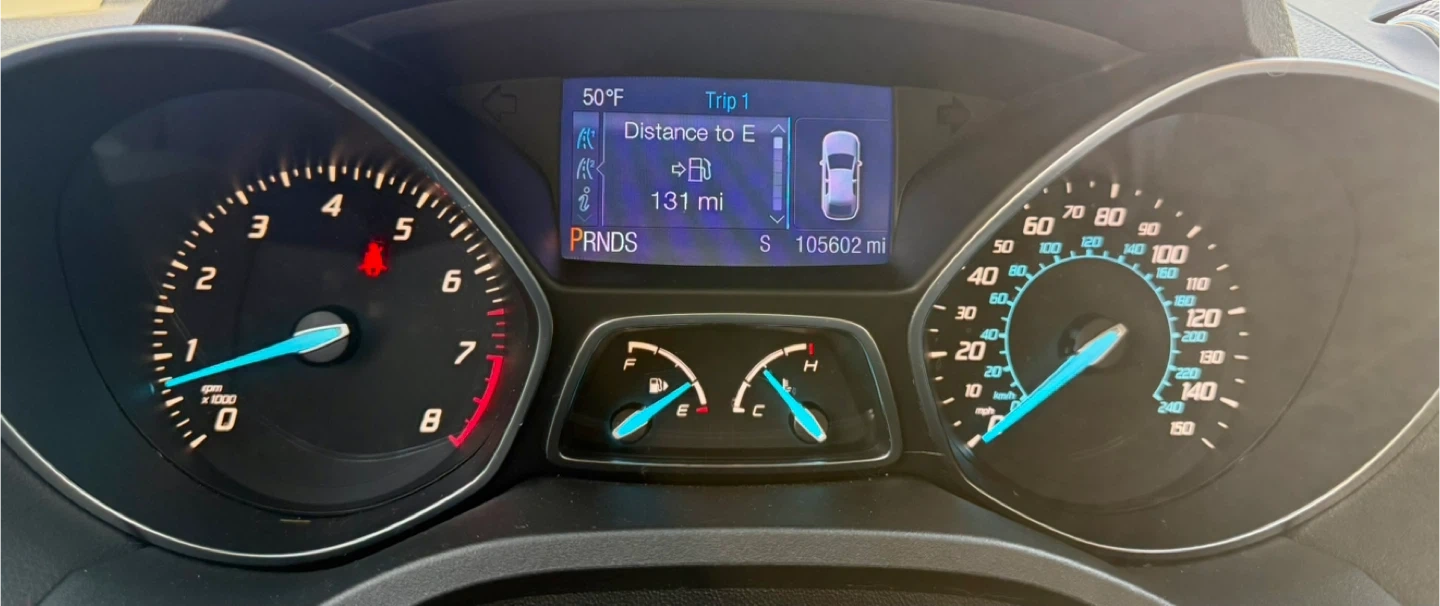 50°F Trip 1
Distance to E
131 mi
PRNDS S 105602 mi
0 1 2 3 4 5 6 7 8
rpm
x 1000
F E
C H
0 10 20 30 40 50 60 70 80 90 100 110 120 130 140 150
mph
km/h
0 20 40 60 80 100 120 140 160 180 200 220 240